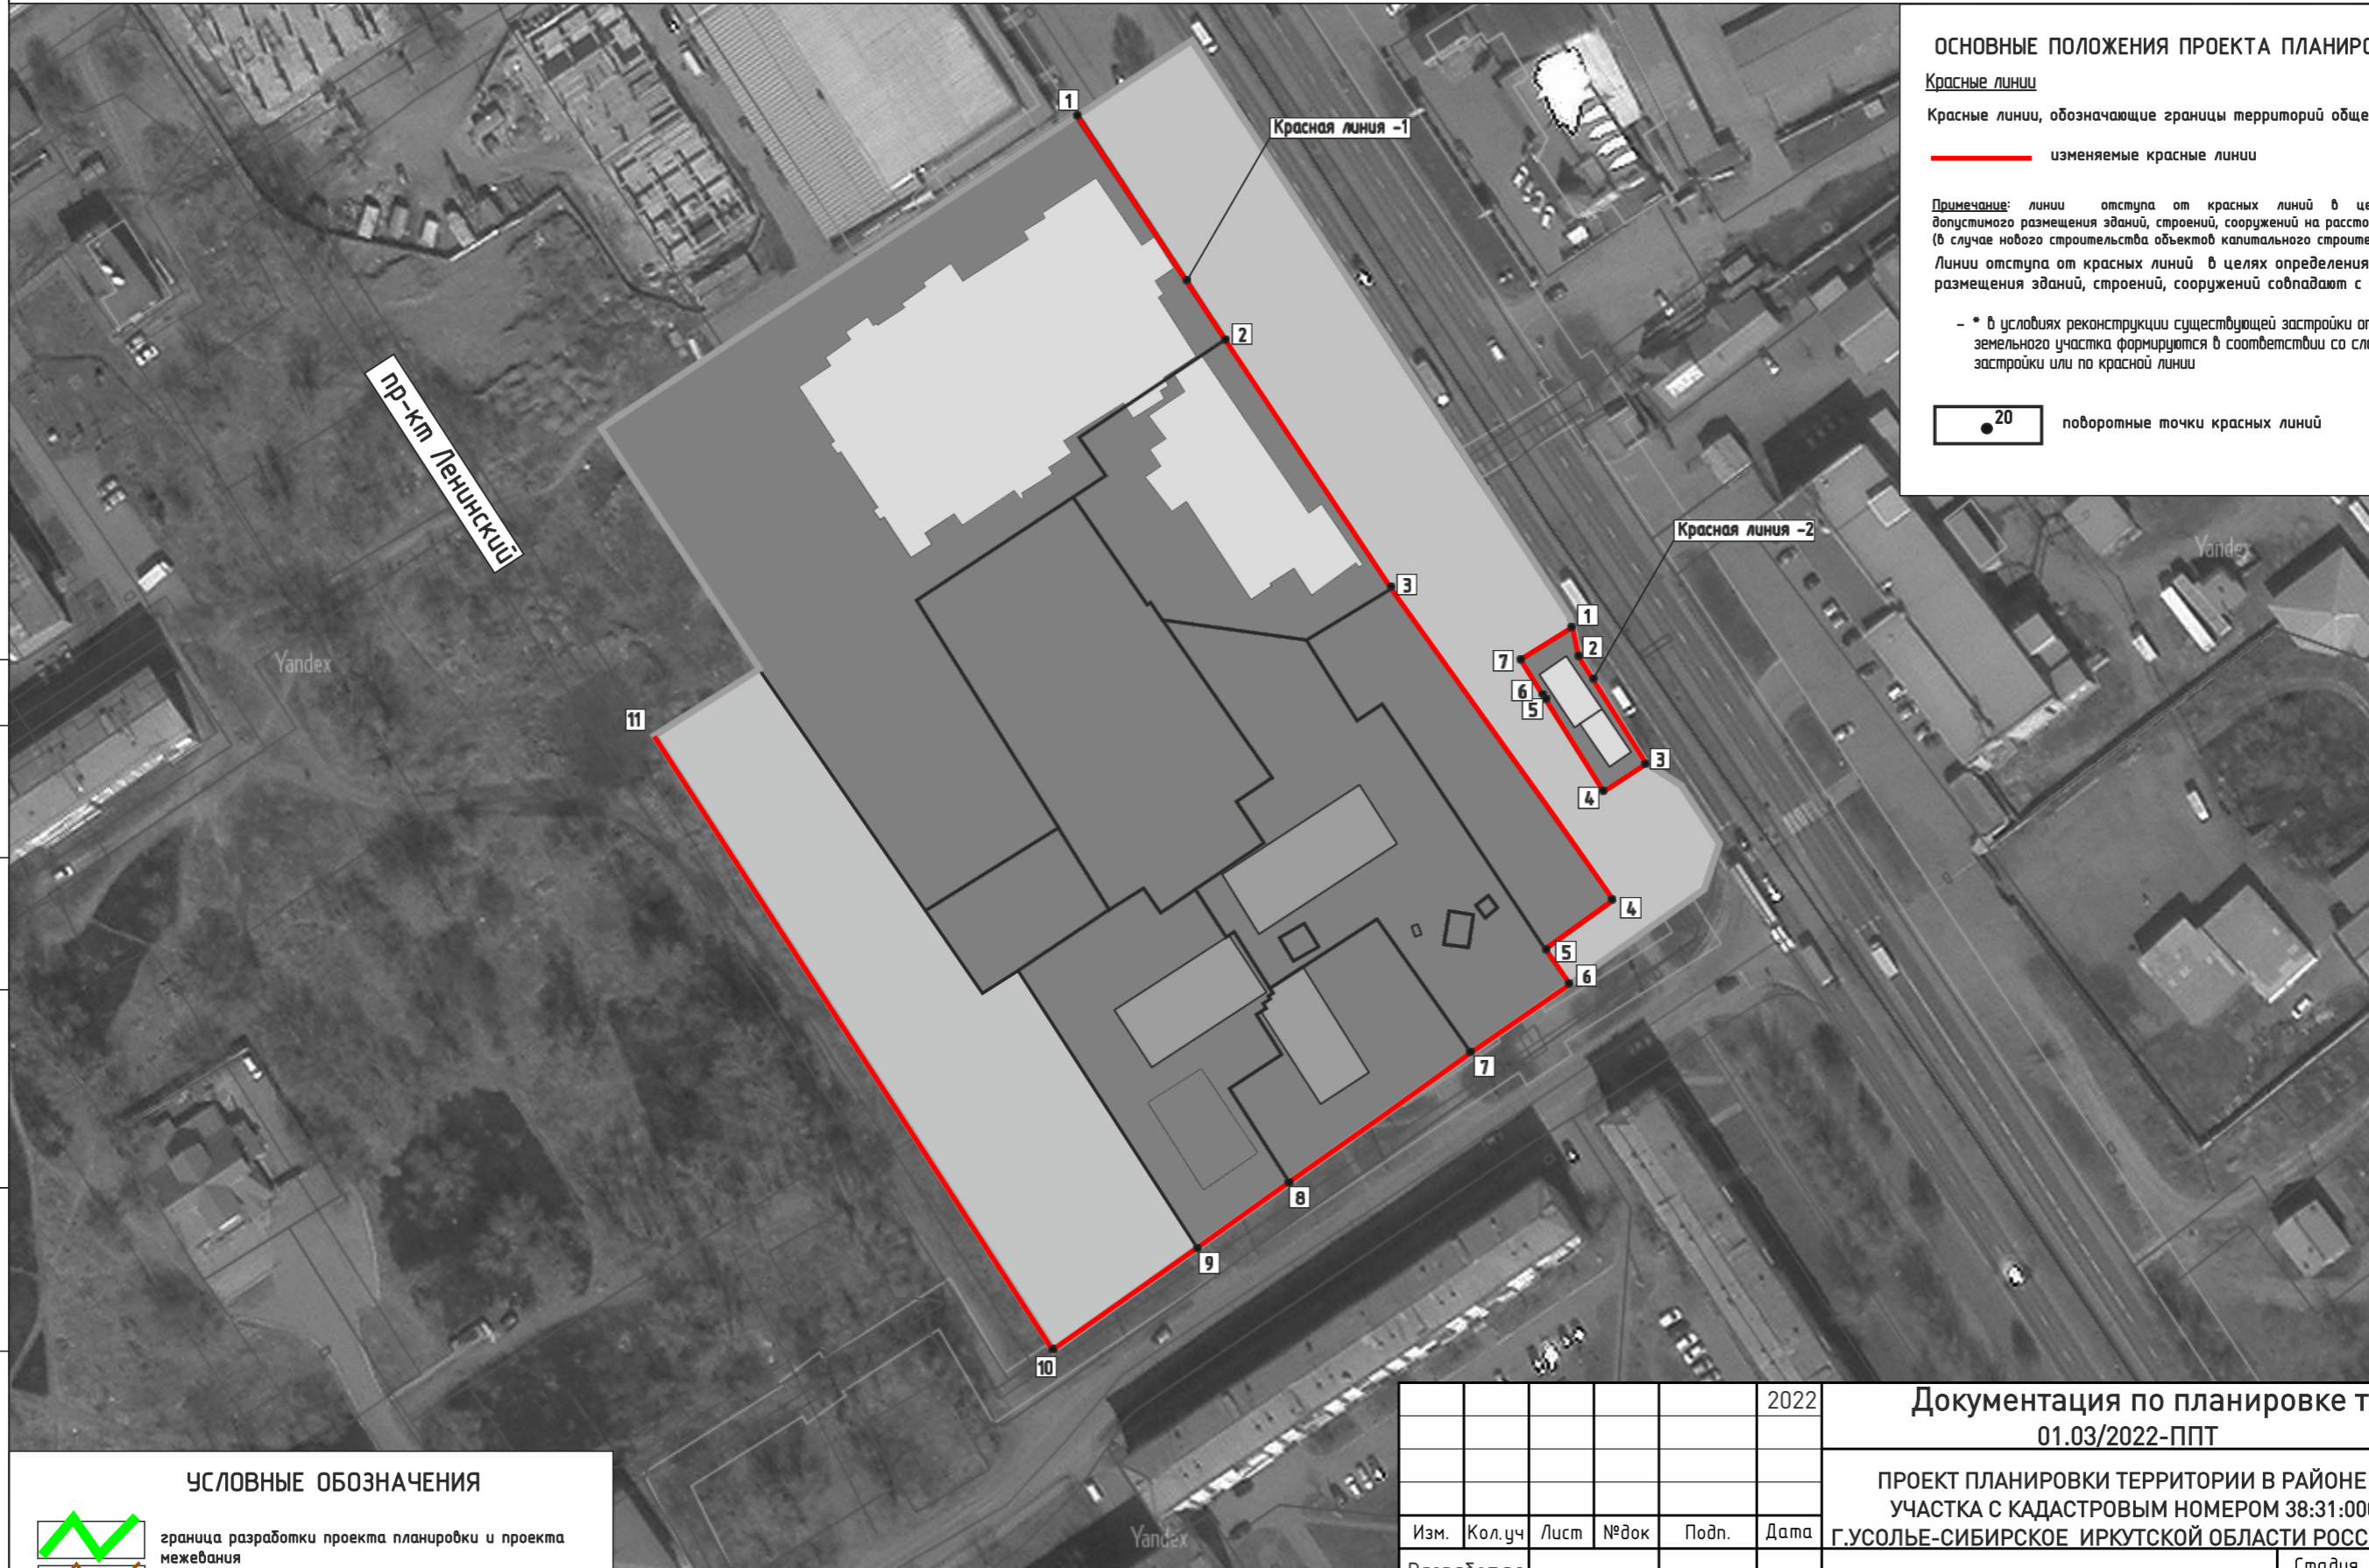 ОСНОВНЫЕ ПОЛОЖЕНИЯ ПРОЕКТА ПЛАНИРО
Красные линии
Красные линии, обозначающие границы территорий обще
изменяемые красные линии
Примечание: линии отступа от красных линий в це
допустимого размещения зданий, строений, сооружений на рассто
(в случае нового строительства объектов капитального строите
Линии отступа от красных линий в целях определения
размещения зданий, строений, сооружений совпадают с
- * в условиях реконструкции существующей застройки от
земельного участка формируются в соответствии со сло
застройки или по красной линии
20
поворотные точки красных линий
1
Красная линия -1
2
3
Красная линия -2
1
2
7
6
5
3
4
4
5
6
7
8
9
10
11
пр-кт Ленинский
Yandex
Yandex
Yandex
УСЛОВНЫЕ ОБОЗНАЧЕНИЯ
граница разработки проекта планировки и проекта
межевания
2022
Документация по планировке т
01.03/2022-ППТ
ПРОЕКТ ПЛАНИРОВКИ ТЕРРИТОРИИ В РАЙОНЕ
УЧАСТКА С КАДАСТРОВЫМ НОМЕРОМ 38:31:000
Г.УСОЛЬЕ-СИБИРСКОЕ ИРКУТСКОЙ ОБЛАСТИ РОСС
Изм. Кол.уч Лист №док Подп. Дата
Стадия